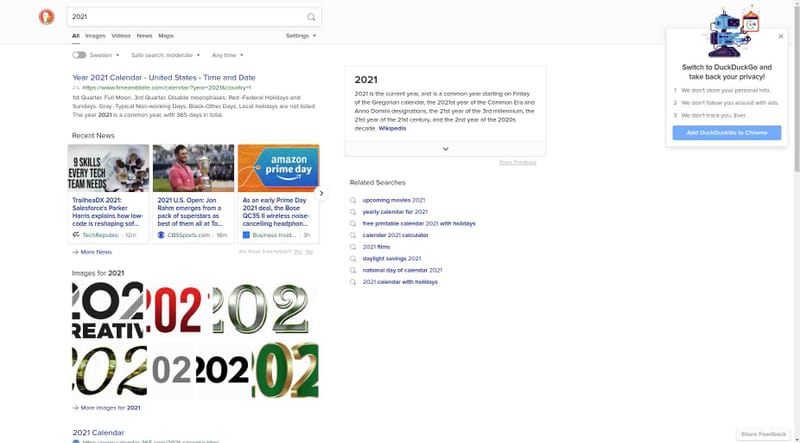 2021
All Images Videos News Maps Settings
Sweden Safe search: moderate Any time
Year 2021 Calendar - United States - Time and Date
https://www.timeanddate.com/calendar/?year=2021&country=1
1st Quarter. Full Moon. 3rd Quarter. Disable moonphases. Red -Federal Holidays and
Sundays. Gray -Typical Non-working Days. Black-Other Days. Local holidays are not listed.
The year 2021 is a common year, with 365 days in total.
Recent News
9 SKILLS
EVERY TECH
TEAM NEEDS
TrailheaDX 2021:
Salesforce's Parker
Harris explains how low-
code is reshaping sof...
TechRepublic | 12m
2021 U.S. Open: Jon
Rahm emerges from a
pack of superstars as
best of them all at To...
CBSSports.com | 18m
amazon
prime day
As an early Prime Day
2021 deal, the Bose
QC35 II wireless noise-
cancelling headphon...
Business Insid... | 3h
More News
Are these links helpful? Yes No
Images for 2021
202
CREATIV
202
202
202
02
202
02
More Images for 2021
2021 Calendar
2021
2021 is the current year, and is a common year starting on Friday
of the Gregorian calendar, the 2021st year of the Common Era and
Anno Domini designations, the 21st year of the 3rd millennium, the
21st year of the 21st century, and the 2nd year of the 2020s
decade. Wikipedia
Share Feedback
Related Searches
upcoming movies 2021
yearly calendar for 2021
free printable calendar 2021 with holidays
calendar 2021 calculator
2021 films
daylight savings 2021
national day of calendar 2021
2021 calendar with holidays
Switch to DuckDuckGo and
take back your privacy!
1 We don't store your personal info.
2 We don't follow you around with ads.
3 We don't track you. Ever.
Add DuckDuckGo to Chrome
Share Feedback